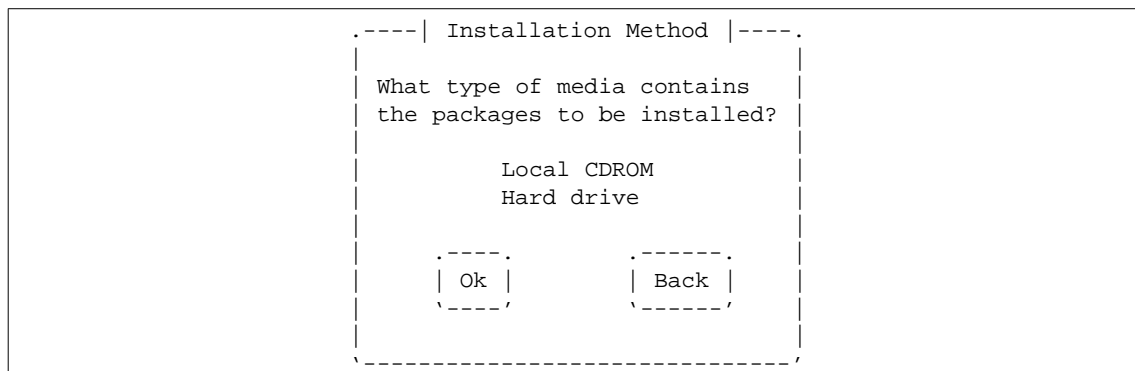 Installation Method
What type of media contains
the packages to be installed?
Local CDROM
Hard drive
Ok Back